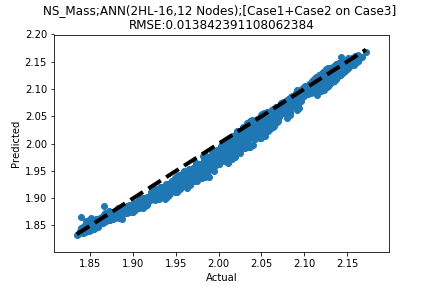 NS_Mass;ANN(2HL-16,12 Nodes);[Case1+Case2 on Case3]
RMSE:0.013842391108062384
2.20
2.15
2.10
2.05
2.00
1.95
1.90
1.85
Predicted
1.85 1.90 1.95 2.00 2.05 2.10 2.15
Actual